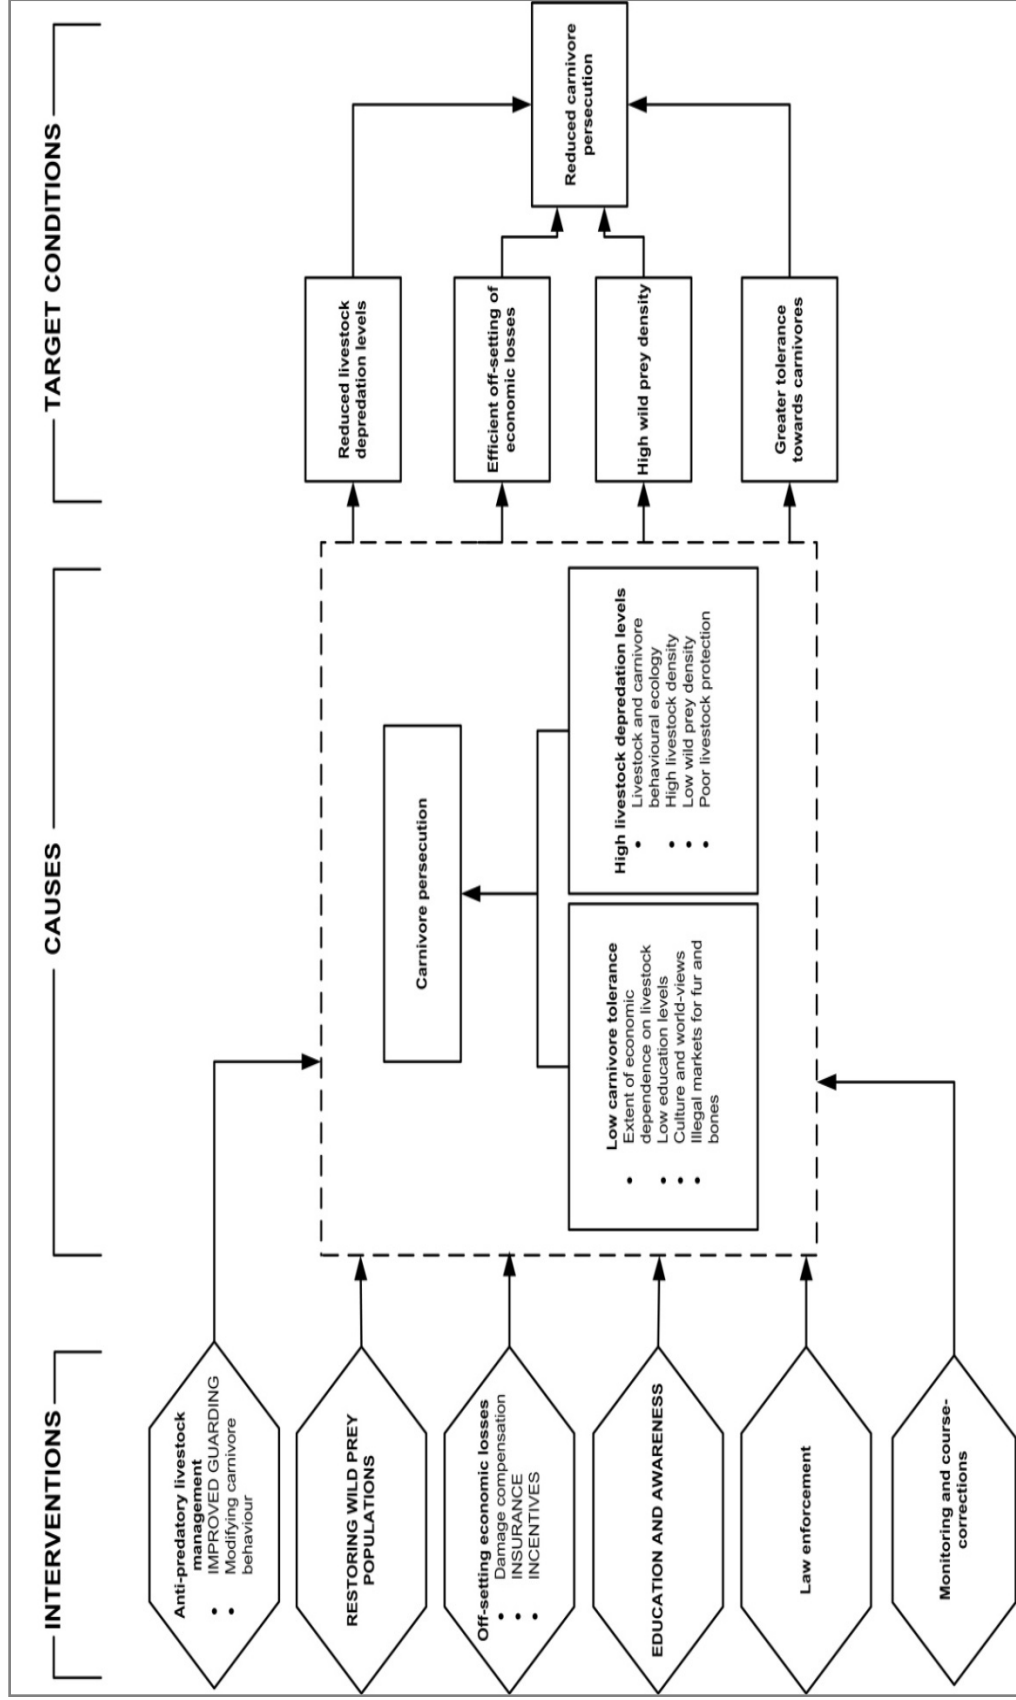 INTERVENTIONS
CAUSES
TARGET CONDITIONS
Anti-predatory livestock
management
• IMPROVED GUARDING
• Modifying carnivore
behaviour
RESTORING WILD PREY
POPULATIONS
Off-setting economic losses
• Damage compensation
• INSURANCE
• INCENTIVES
EDUCATION AND AWARENESS
Law enforcement
Monitoring and course-
corrections
Carnivore persecution
Low carnivore tolerance
• Extent of economic
dependence on livestock
• Low education levels
• Culture and world-views
• Illegal markets for fur and
bones
High livestock depredation levels
• Livestock and carnivore
behavioural ecology
• High livestock density
• Low wild prey density
• Poor livestock protection
Reduced livestock
depredation levels
Efficient off-setting of
economic losses
High wild prey density
Greater tolerance
towards carnivores
Reduced carnivore
persecution